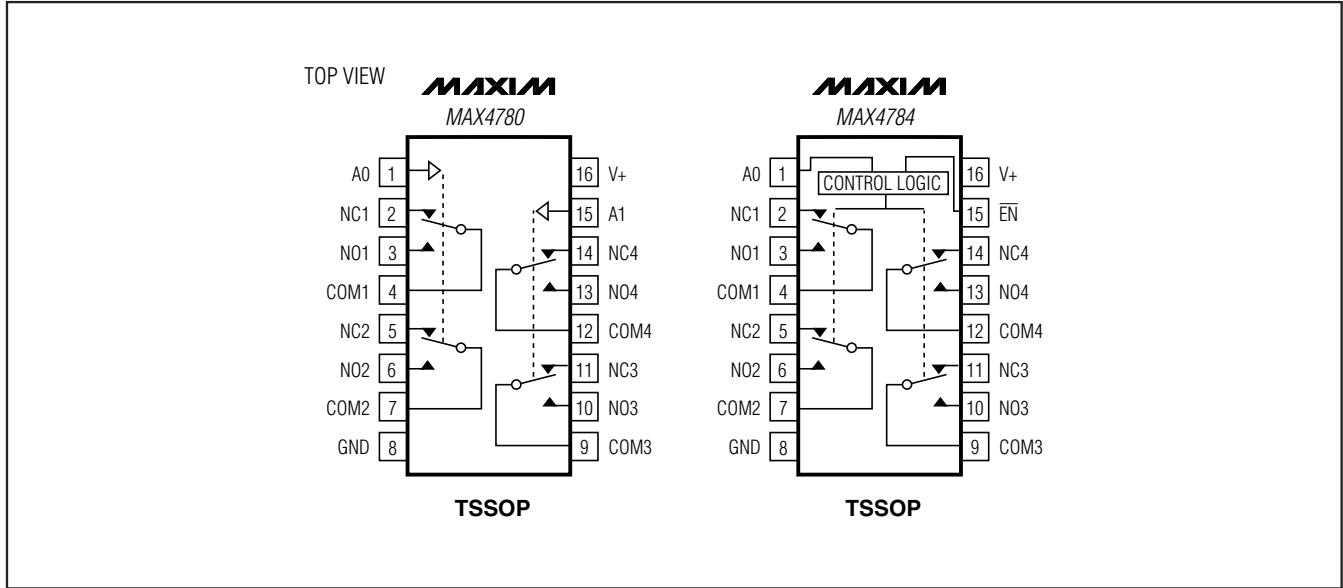 TOP VIEW
MAXIM
MAX4780
A0 1
NC1 2
NO1 3
COM1 4
NC2 5
NO2 6
COM2 7
GND 8
16 V+
15 A1
14 NC4
13 NO4
12 COM4
11 NC3
10 NO3
9 COM3
TSSOP
MAXIM
MAX4784
CONTROL LOGIC
A0 1
NC1 2
NO1 3
COM1 4
NC2 5
NO2 6
COM2 7
GND 8
16 V+
15 E̅N̅
14 NC4
13 NO4
12 COM4
11 NC3
10 NO3
9 COM3
TSSOP